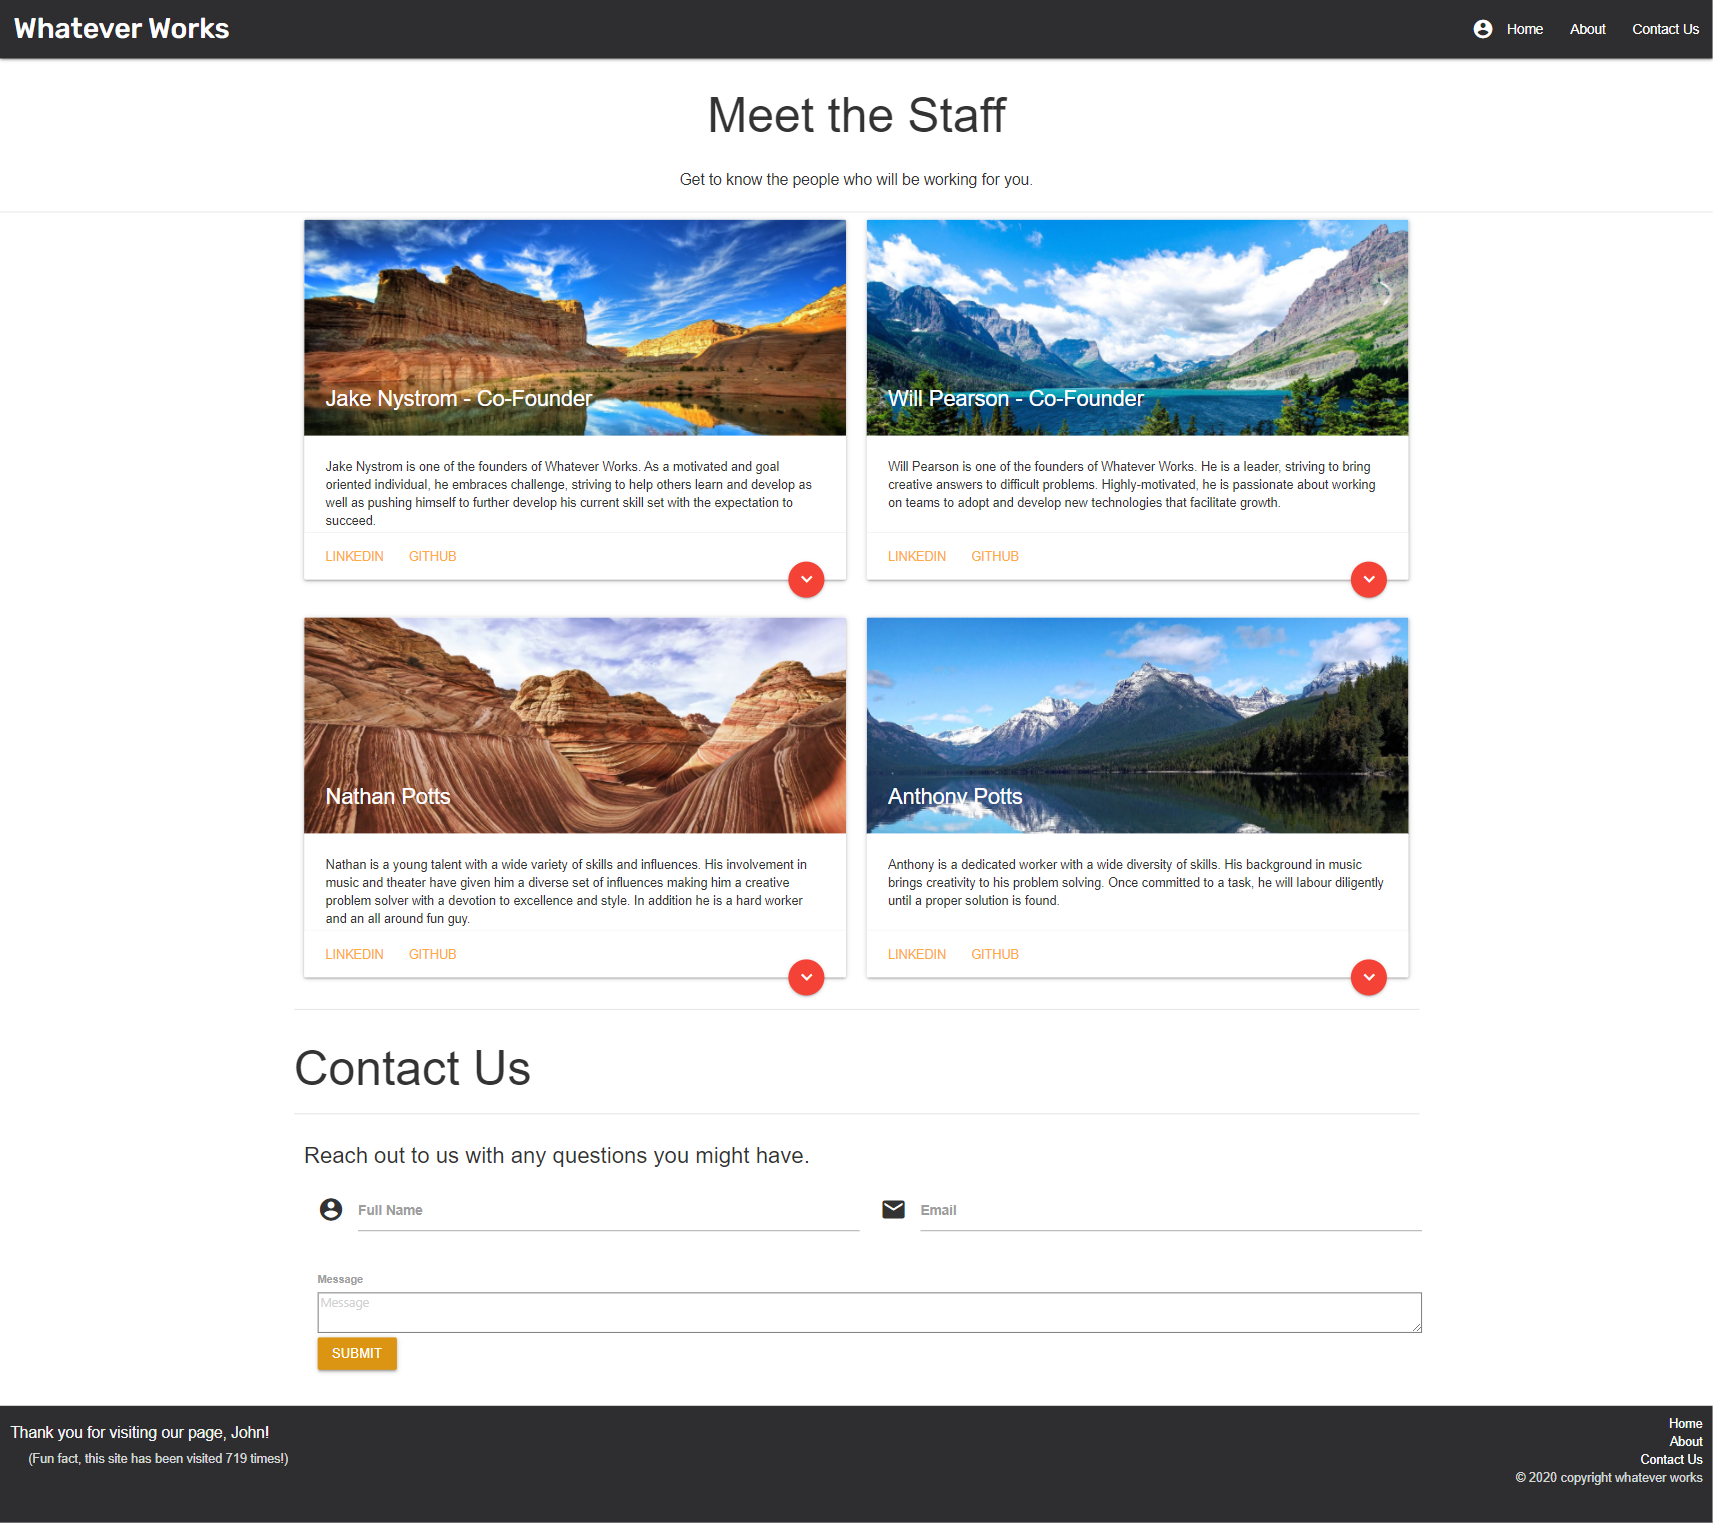 Whatever Works
Home About Contact Us
Meet the Staff
Get to know the people who will be working for you.
Jake Nystrom - Co-Founder
Jake Nystrom is one of the founders of Whatever Works. As a motivated and goal
oriented individual, he embraces challenge, striving to help others learn and develop as
well as pushing himself to further develop his current skill set with the expectation to
succeed.
LINKEDIN GITHUB
Will Pearson - Co-Founder
Will Pearson is one of the founders of Whatever Works. He is a leader, striving to bring
creative answers to difficult problems. Highly-motivated, he is passionate about working
on teams to adopt and develop new technologies that facilitate growth.
LINKEDIN GITHUB
Nathan Potts
Nathan is a young talent with a wide variety of skills and influences. His involvement in
music and theater have given him a diverse set of influences making him a creative
problem solver with a devotion to excellence and style. In addition he is a hard worker
and an all around fun guy.
LINKEDIN GITHUB
Anthony Potts
Anthony is a dedicated worker with a wide diversity of skills. His background in music
brings creativity to his problem solving. Once committed to a task, he will labour diligently
until a proper solution is found.
LINKEDIN GITHUB
Contact Us
Reach out to us with any questions you might have.
Full Name
Email
Message
Message
SUBMIT
Thank you for visiting our page, John!
(Fun fact, this site has been visited 719 times!)
Home
About
Contact Us
© 2020 copyright whatever works